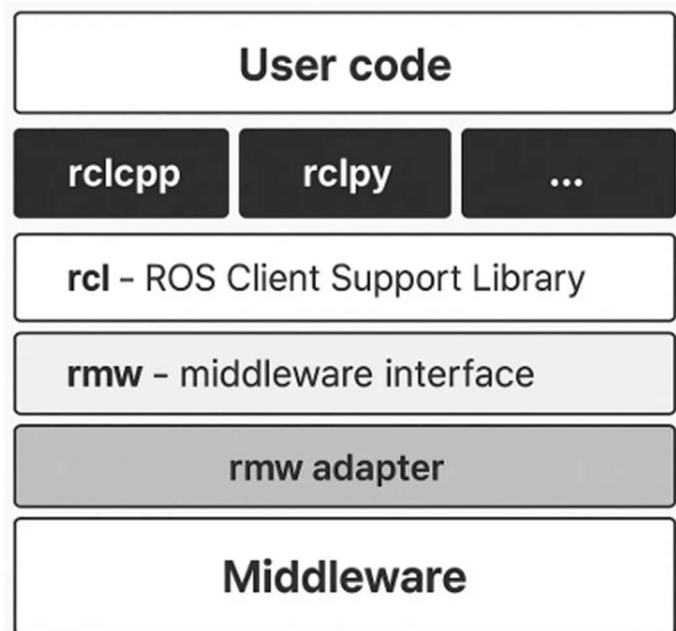 User code
rclcpp rclpy ...
rcl - ROS Client Support Library
rmw - middleware interface
rmw adapter
Middleware